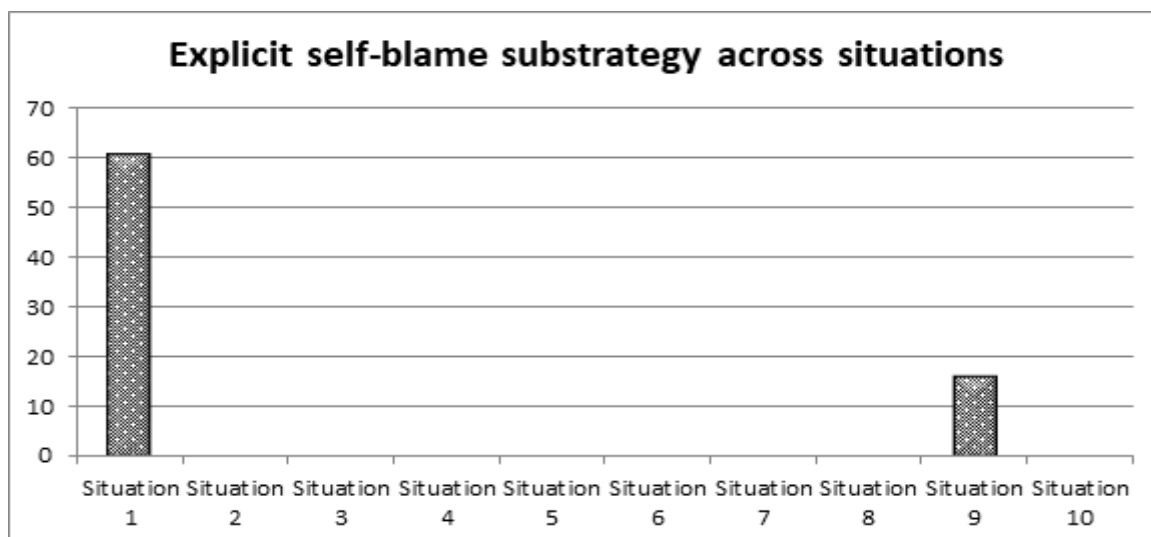 Explicit self-blame substrategy across situations
70
60
50
40
30
20
10
0
Situation Situation Situation Situation Situation Situation Situation Situation Situation Situation
1 2 3 4 5 6 7 8 9 10